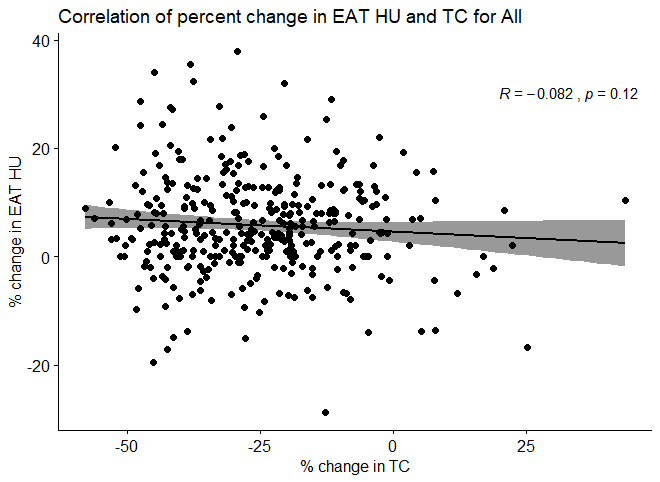 Correlation of percent change in EAT HU and TC for All
R = −0.082 , p = 0.12
40
20
0
-20
% change in EAT HU
-50 -25 0 25
% change in TC